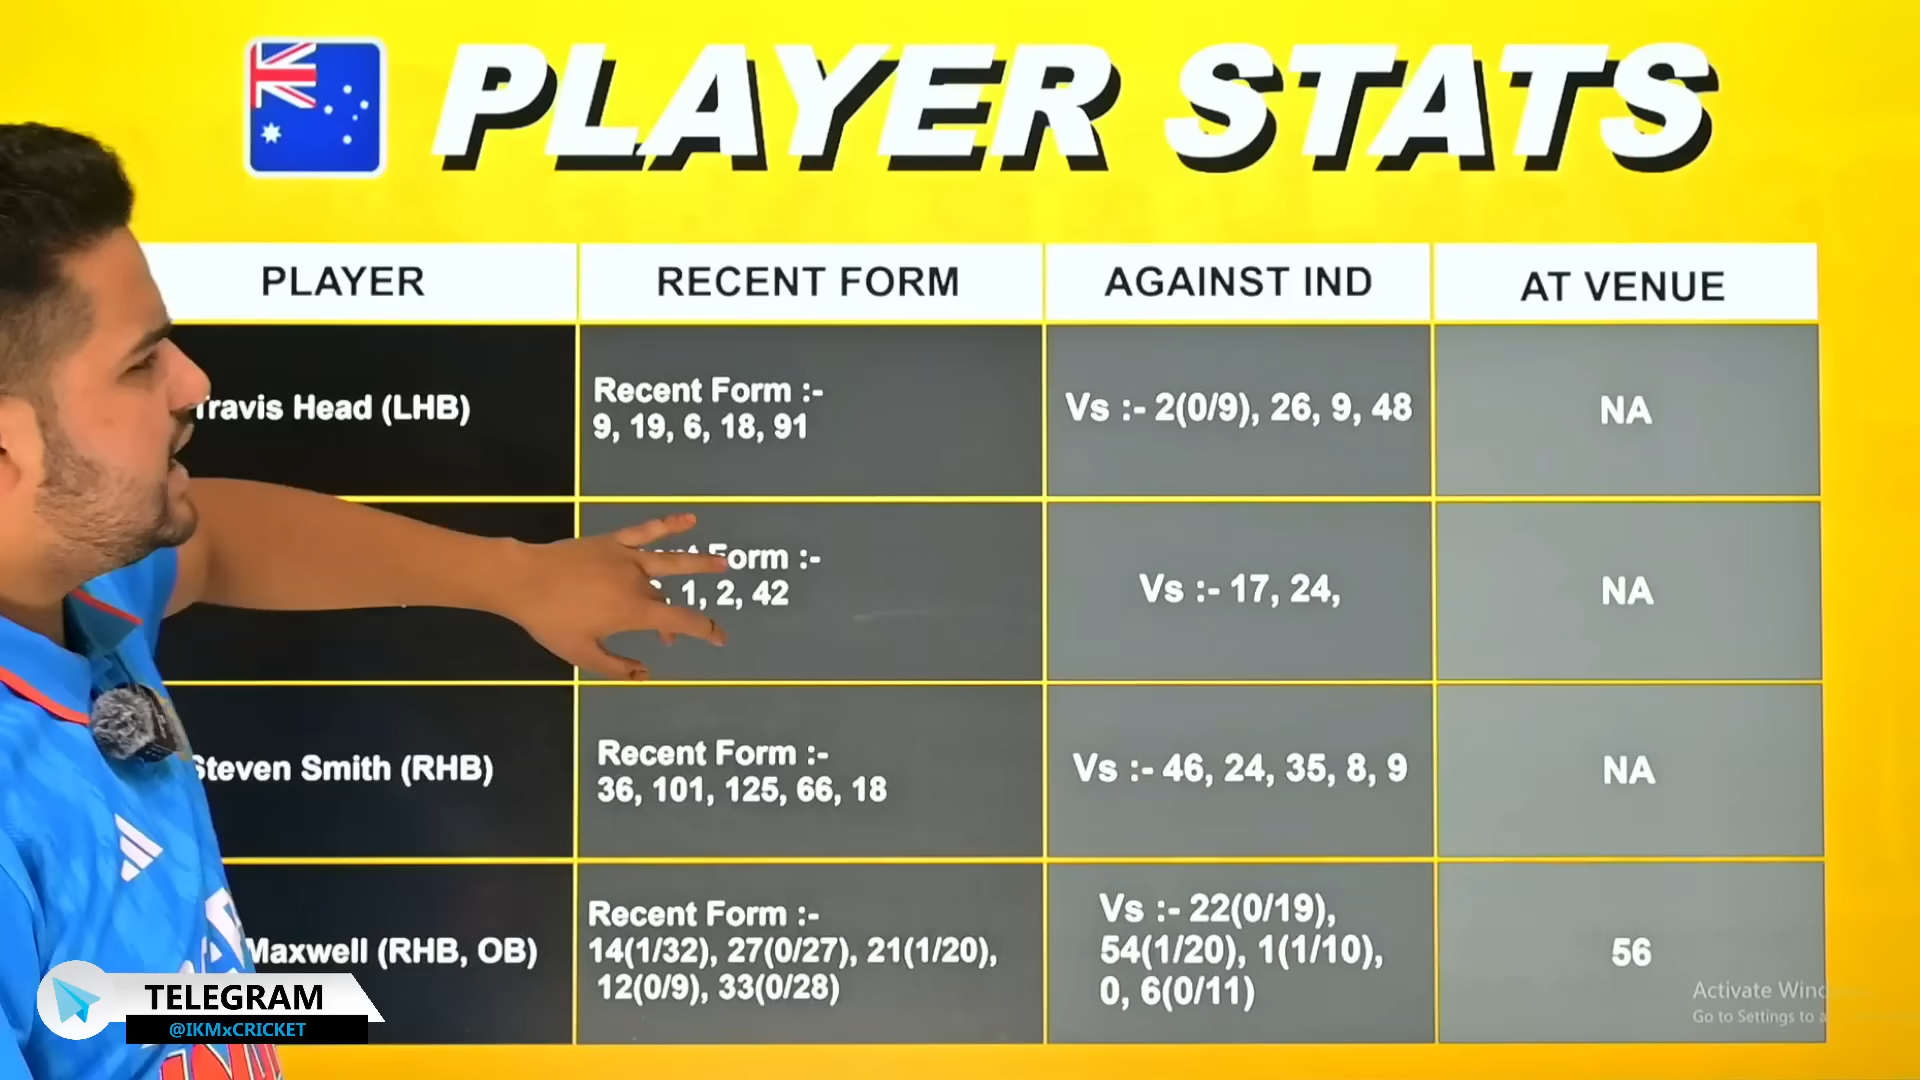 PLAYER STATS
PLAYER
RECENT FORM
AGAINST IND
AT VENUE
Travis Head (LHB)
Recent Form :-
9, 19, 6, 18, 91
Vs :- 2(0/9), 26, 9, 48
NA
Form :-
1, 2, 42
Vs :- 17, 24,
NA
Steven Smith (RHB)
Recent Form :-
36, 101, 125, 66, 18
Vs :- 46, 24, 35, 8, 9
NA
Maxwell (RHB, OB)
Recent Form :-
14(1/32), 27(0/27), 21(1/20),
12(0/9), 33(0/28)
Vs :- 22(0/19),
54(1/20), 1(1/10),
0, 6(0/11)
56
TELEGRAM
@IKMxCRICKET
Activate
Go to Settings to